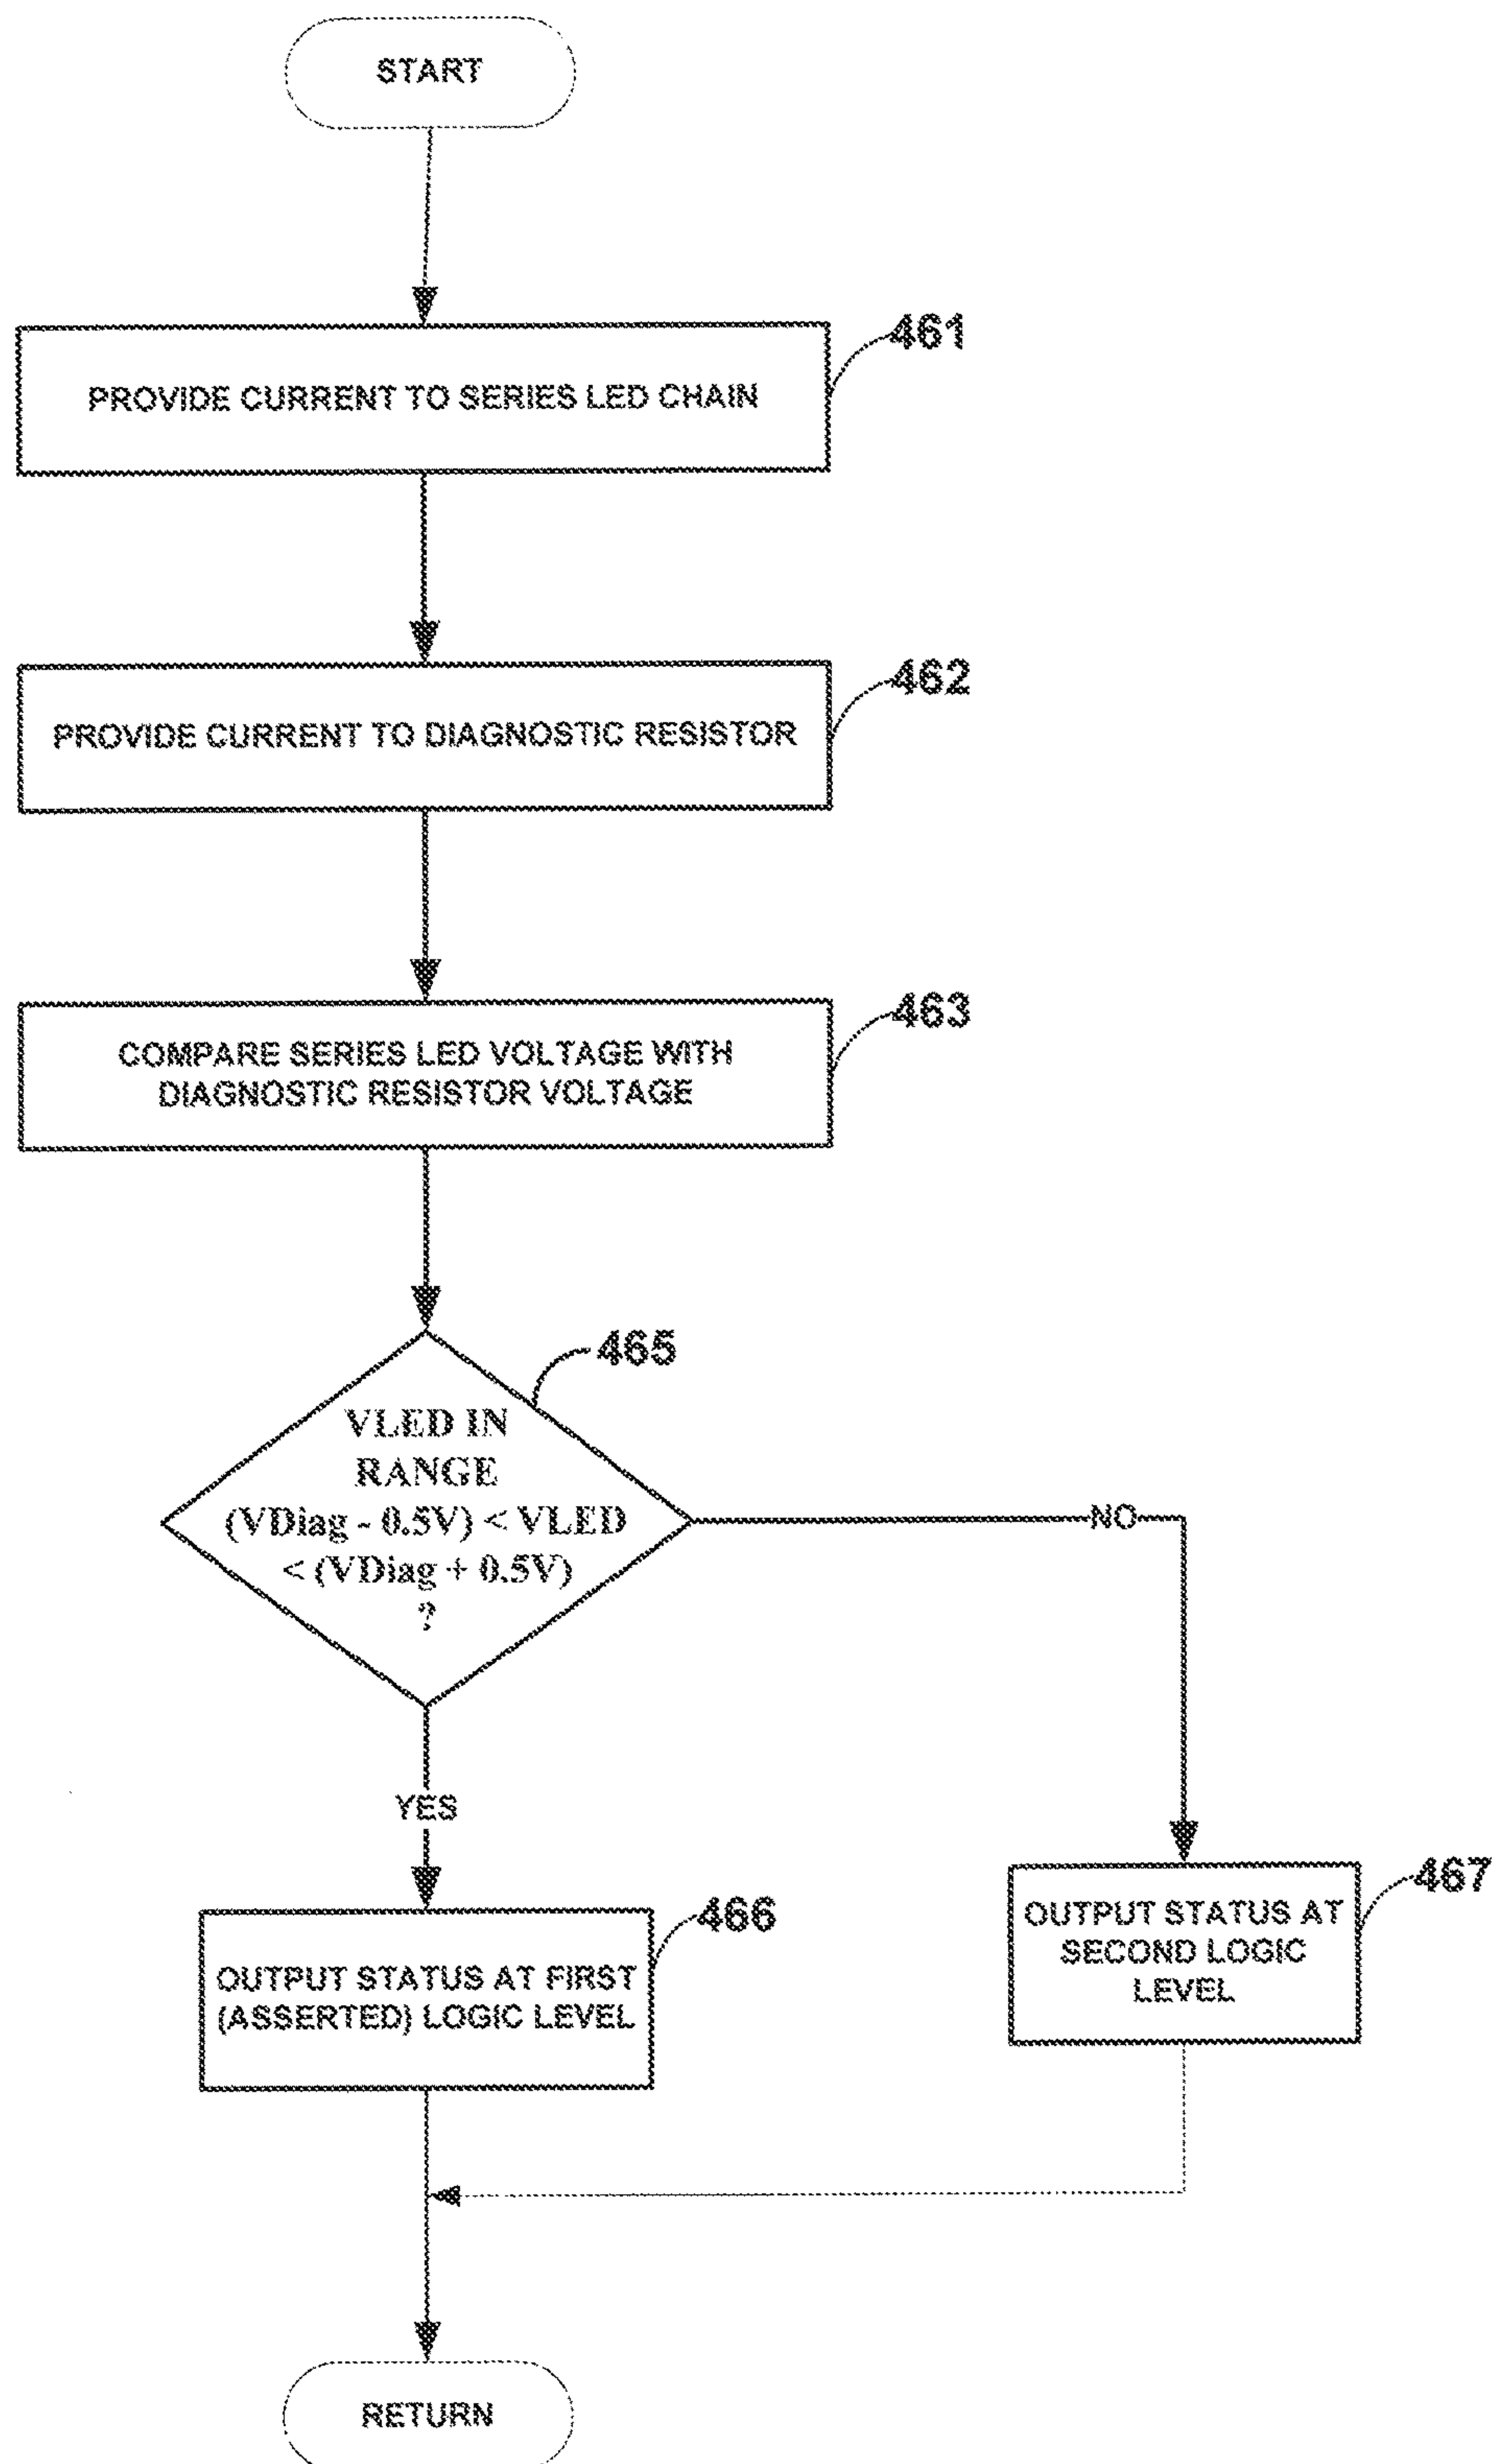 START
461
PROVIDE CURRENT TO SERIES LED CHAIN
462
PROVIDE CURRENT TO DIAGNOSTIC RESISTOR
463
COMPARE SERIES LED VOLTAGE WITH
DIAGNOSTIC RESISTOR VOLTAGE
465
VLED IN
RANGE
(VDiag - 0.5V) < VLED
< (VDiag + 0.5V)
?
NO
YES
466
OUTPUT STATUS AT FIRST
(ASSERTED) LOGIC LEVEL
467
OUTPUT STATUS AT
SECOND LOGIC
LEVEL
RETURN